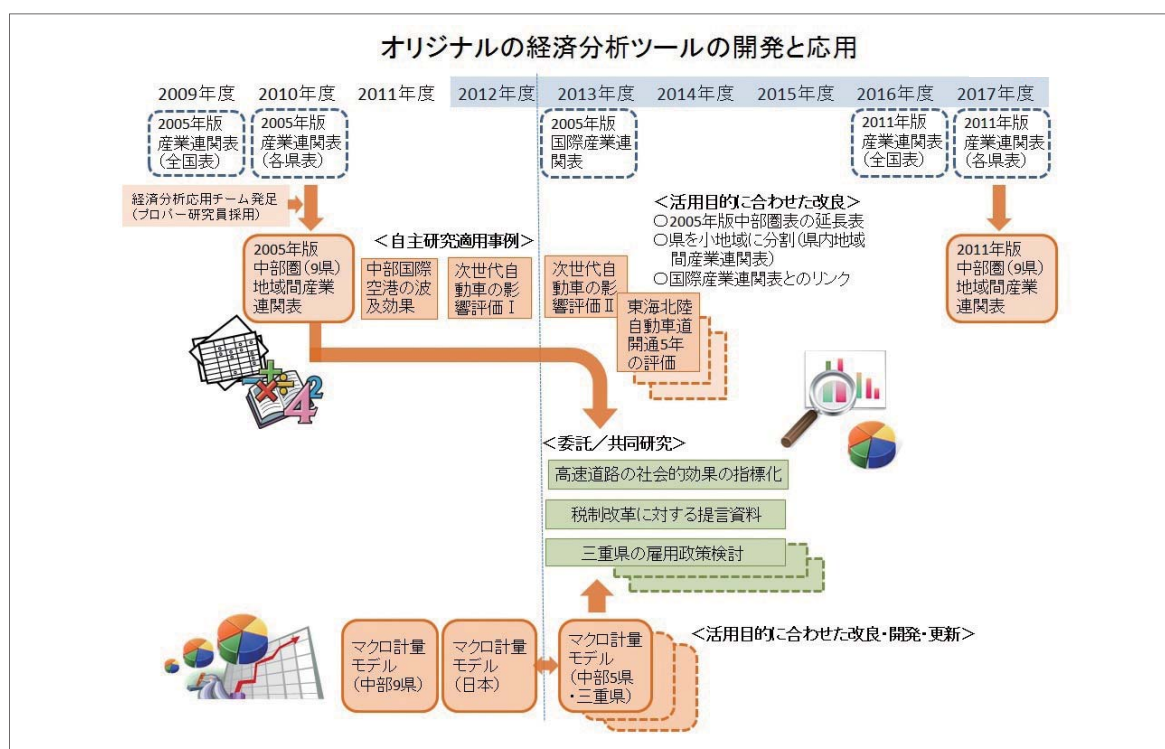 オリジナルの経済分析ツールの開発と応用
2009年度
2010年度
2011年度
2012年度
2013年度
2014年度
2015年度
2016年度
2017年度
2005年版
産業連関表
(全国表)
2005年版
産業連関表
(各県表)
2005年版
国際産業連
関表
2011年版
産業連関表
(全国表)
2011年版
産業連関表
(各県表)
経済分析応用チーム発足
(プロパー研究員採用)
＜活用目的に合わせた改良＞
○2005年版中部圏表の延長表
○県を小地域に分割(県内地域
間産業連関表)
○国際産業連関表とのリンク
2005年版
中部圏(9県)
地域間産業
連関表
＜自主研究適用事例＞
中部国際
空港の波
及効果
次世代自
動車の影
響評価Ⅰ
次世代自
動車の影
響評価Ⅱ
東海北陸
自動車道
開通5年
の評価
2011年版
中部圏(9県)
地域間産業
連関表
＜委託／共同研究＞
高速道路の社会的効果の指標化
税制改革に対する提言資料
三重県の雇用政策検討
マクロ計量
モデル
(中部9県)
マクロ計量
モデル
(日本)
マクロ計量
モデル
(中部5県
・三重県)
＜活用目的に合わせた改良・開発・更新＞